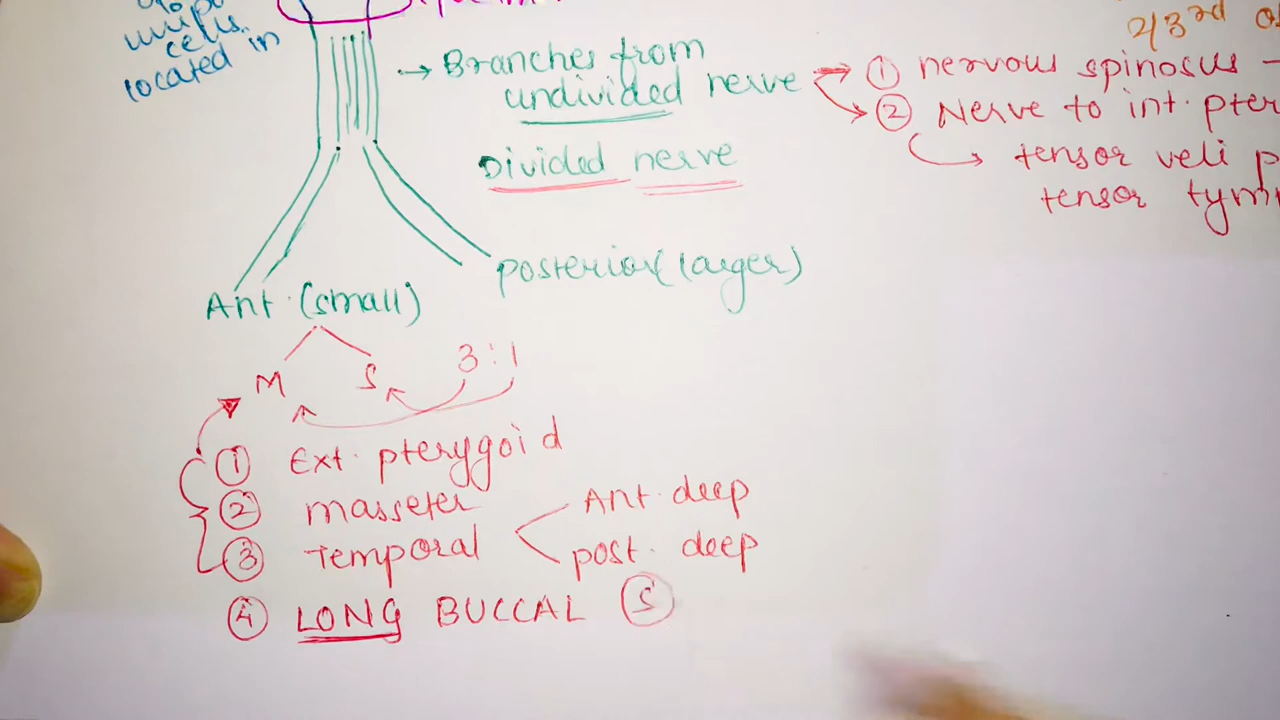 cells.
located in
2/3rd
→ Branches from
undivided nerve
① nervous spinosus -
② Nerve to int. pter
tensor veli p
tensor tym
Divided nerve
Ant. (small)
posterior (larger)
M S 3:1
① Ext. pterygoid
② masseter
③ Temporal
Ant. deep
post. deep
④ LONG BUCCAL Ⓢ